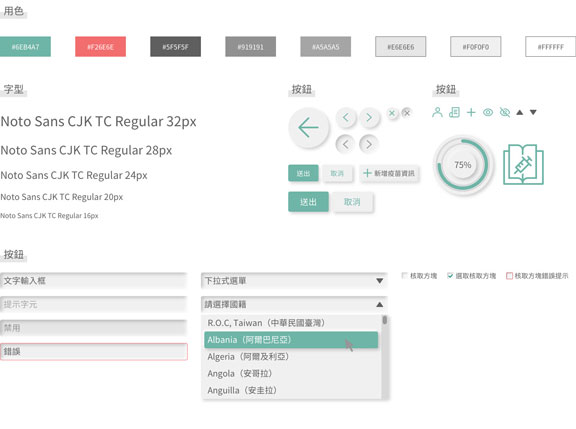 用色
#6EB4A7
#F26E6E
#5F5F5F
#919191
#A5A5A5
#E6E6E6
#F0F0F0
#FFFFFF
字型
Noto Sans CJK TC Regular 32px
Noto Sans CJK TC Regular 28px
Noto Sans CJK TC Regular 24px
Noto Sans CJK TC Regular 20px
Noto Sans CJK TC Regular 16px
按鈕
送出
取消
新增疫苗資訊
送出
取消
按鈕
75%
按鈕
文字輸入框
提示字元
禁用
錯誤
下拉式選單
請選擇國籍
R.O.C, Taiwan（中華民國臺灣）
Albania（阿爾巴尼亞）
Algeria（阿爾及利亞）
Angola（安哥拉）
Anguilla（安圭拉）
核取方塊
選取核取方塊
核取方塊錯誤提示